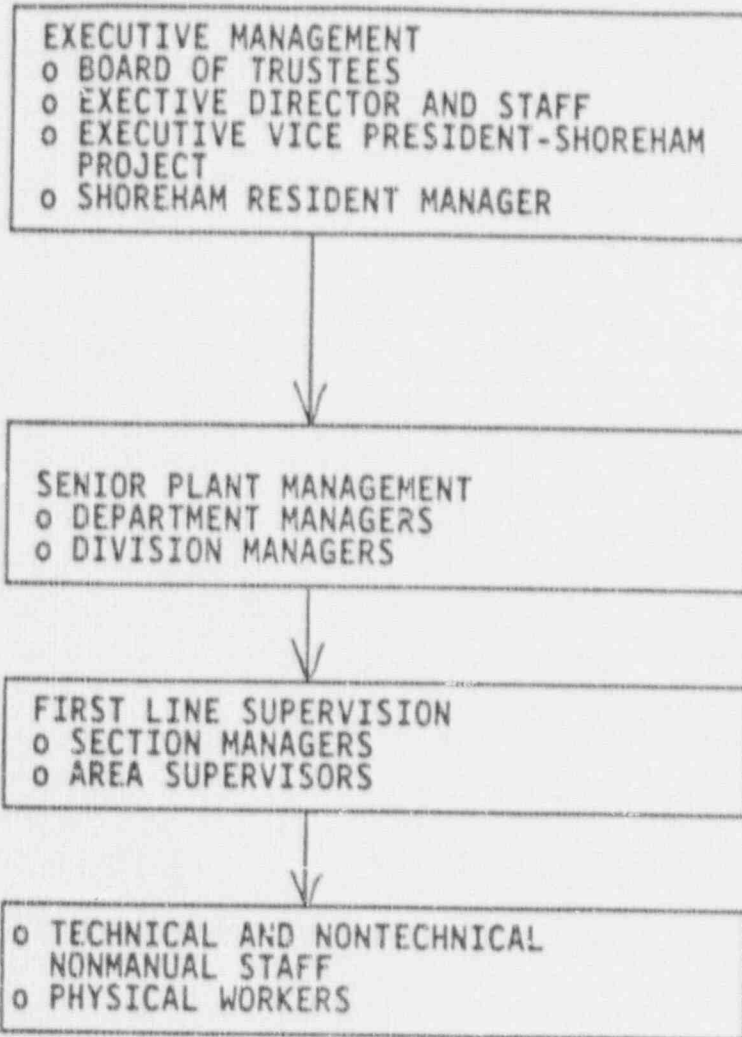 EXECUTIVE MANAGEMENT
o BOARD OF TRUSTEES
o EXECTIVE DIRECTOR AND STAFF
o EXECUTIVE VICE PRESIDENT-SHOREHAM
PROJECT
o SHOREHAM RESIDENT MANAGER
SENIOR PLANT MANAGEMENT
o DEPARTMENT MANAGERS
o DIVISION MANAGERS
FIRST LINE SUPERVISION
o SECTION MANAGERS
o AREA SUPERVISORS
o TECHNICAL AND NONTECHNICAL
NONMANUAL STAFF
o PHYSICAL WORKERS